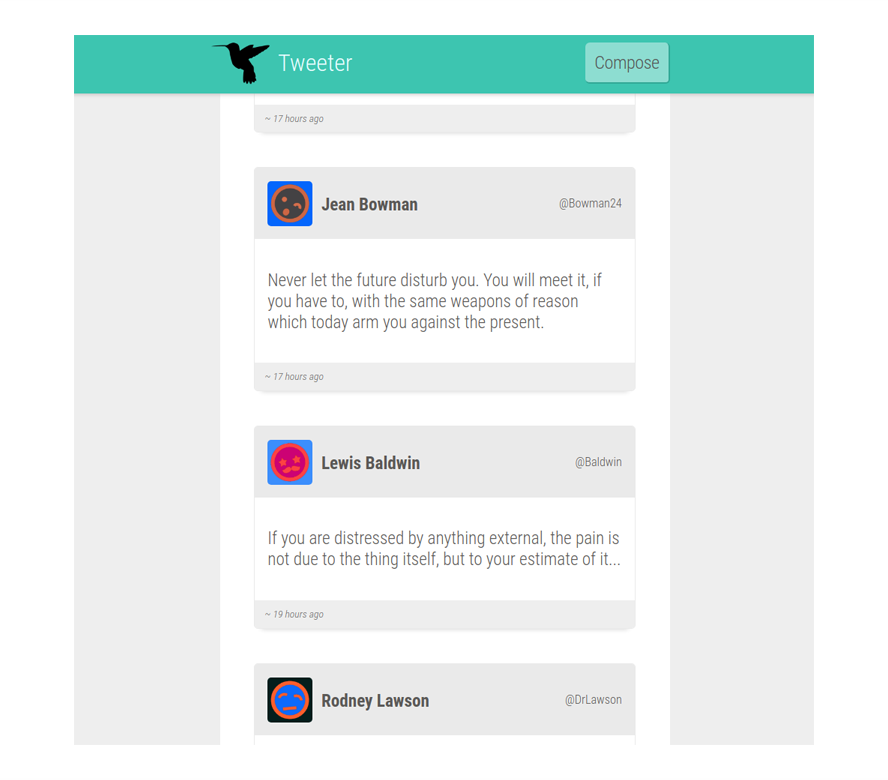 Tweeter
Compose
~ 17 hours ago
Jean Bowman
@Bowman24
Never let the future disturb you. You will meet it, if
you have to, with the same weapons of reason
which today arm you against the present.
~ 17 hours ago
Lewis Baldwin
@Baldwin
If you are distressed by anything external, the pain is
not due to the thing itself, but to your estimate of it...
~ 19 hours ago
Rodney Lawson
@DrLawson